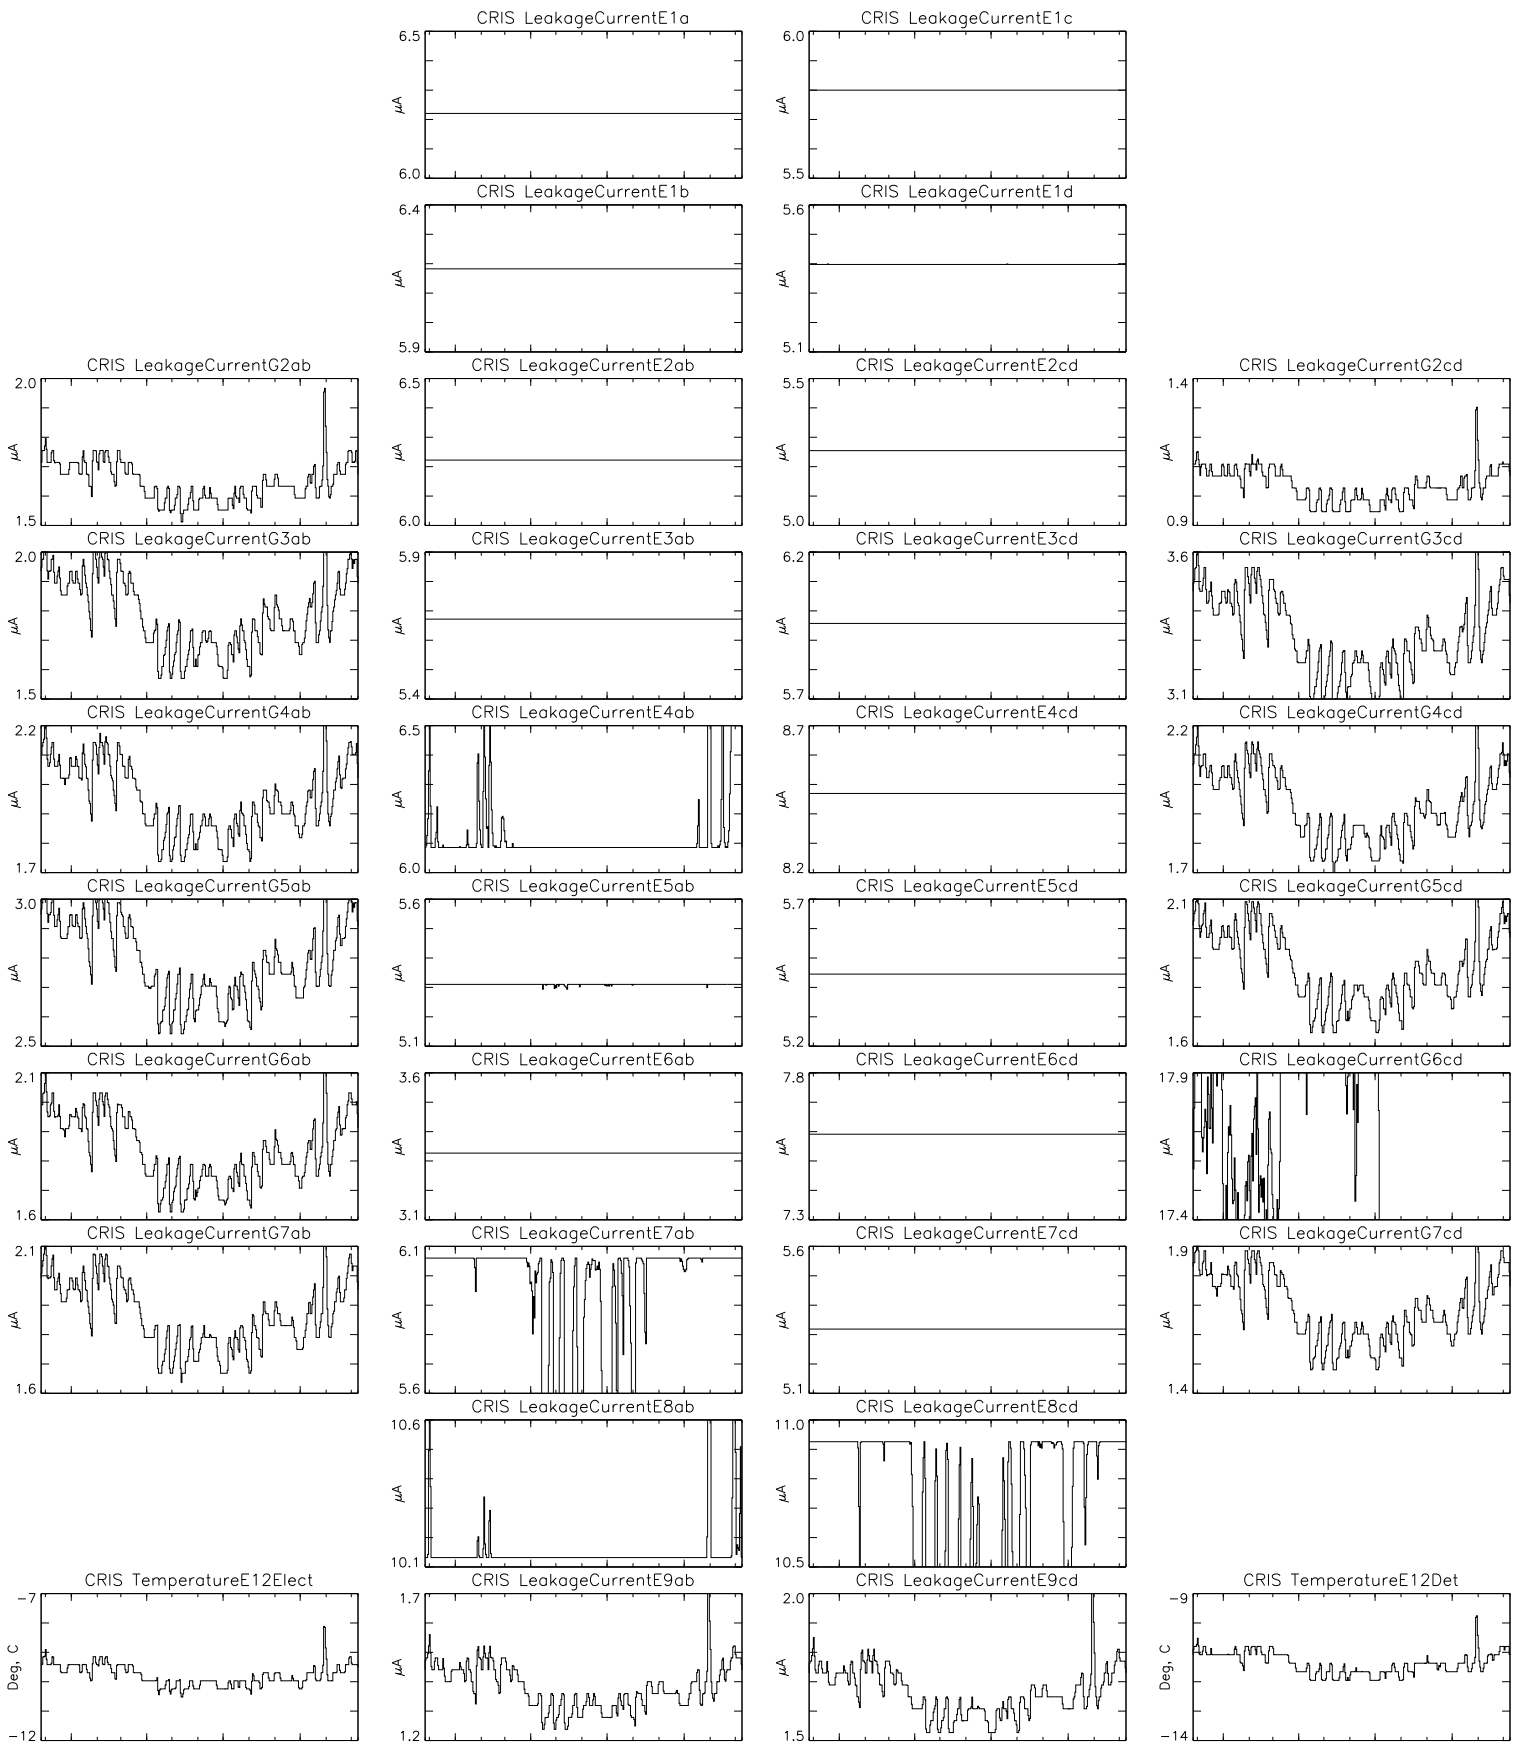 CRIS LeakageCurrentE1a
6.5
μA
6.0
CRIS LeakageCurrentE1c
6.0
μA
5.5
CRIS LeakageCurrentE1b
6.4
μA
5.9
CRIS LeakageCurrentE1d
5.6
μA
5.1
CRIS LeakageCurrentG2ab
2.0
μA
1.5
CRIS LeakageCurrentE2ab
6.5
μA
6.0
CRIS LeakageCurrentE2cd
5.5
μA
5.0
CRIS LeakageCurrentG2cd
1.4
μA
0.9
CRIS LeakageCurrentG3ab
2.0
μA
1.5
CRIS LeakageCurrentE3ab
5.9
μA
5.4
CRIS LeakageCurrentE3cd
6.2
μA
5.7
CRIS LeakageCurrentG3cd
3.6
μA
3.1
CRIS LeakageCurrentG4ab
2.2
μA
1.7
CRIS LeakageCurrentE4ab
6.5
μA
6.0
CRIS LeakageCurrentE4cd
8.7
μA
8.2
CRIS LeakageCurrentG4cd
2.2
μA
1.7
CRIS LeakageCurrentG5ab
3.0
μA
2.5
CRIS LeakageCurrentE5ab
5.6
μA
5.1
CRIS LeakageCurrentE5cd
5.7
μA
5.2
CRIS LeakageCurrentG5cd
2.1
μA
1.6
CRIS LeakageCurrentG6ab
2.1
μA
1.6
CRIS LeakageCurrentE6ab
3.6
μA
3.1
CRIS LeakageCurrentE6cd
7.8
μA
7.3
CRIS LeakageCurrentG6cd
17.9
μA
17.4
CRIS LeakageCurrentG7ab
2.1
μA
1.6
CRIS LeakageCurrentE7ab
6.1
μA
5.6
CRIS LeakageCurrentE7cd
5.6
μA
5.1
CRIS LeakageCurrentG7cd
1.9
μA
1.4
CRIS LeakageCurrentE8ab
10.6
μA
10.1
CRIS LeakageCurrentE8cd
11.0
μA
10.5
CRIS TemperatureE12Elect
-7
Deg, C
-12
CRIS LeakageCurrentE9ab
1.7
μA
1.2
CRIS LeakageCurrentE9cd
2.0
μA
1.5
CRIS TemperatureE12Det
-9
Deg, C
-14